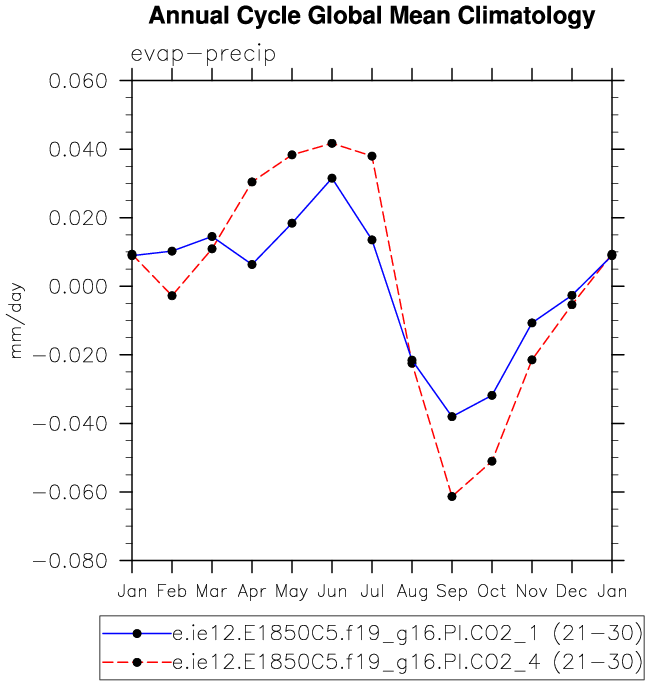 Annual Cycle Global Mean Climatology
evap-precip
0.060
0.040
0.020
0.000
-0.020
-0.040
-0.060
-0.080
mm/day
Jan Feb Mar Apr May Jun Jul Aug Sep Oct Nov Dec Jan
e.ie12.E1850C5.f19_g16.PI.CO2_1 (21-30)
e.ie12.E1850C5.f19_g16.PI.CO2_4 (21-30)